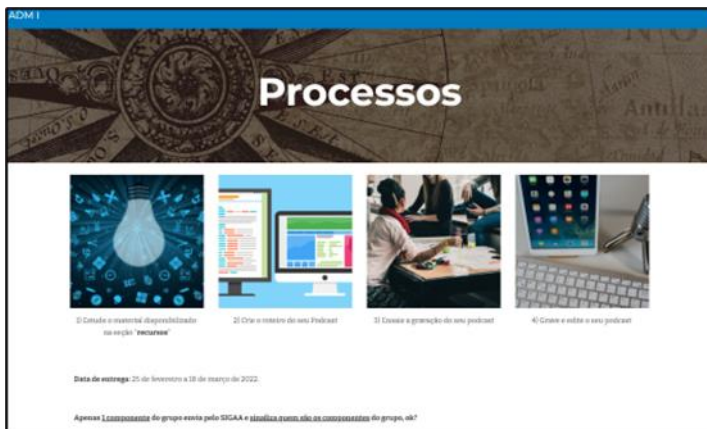 ADM I
Processos
1) Estude o material disponibilizado
na seção "recursos"
2) Crie o roteiro do seu Podcast
3) Ensaie a gravação do seu podcast
4) Grave e edite o seu podcast
Data de entrega: 25 de fevereiro a 18 de março de 2022.
Apenas 1 componente do grupo envia pelo SIGAA e sinaliza quem são os componentes do grupo, ok?